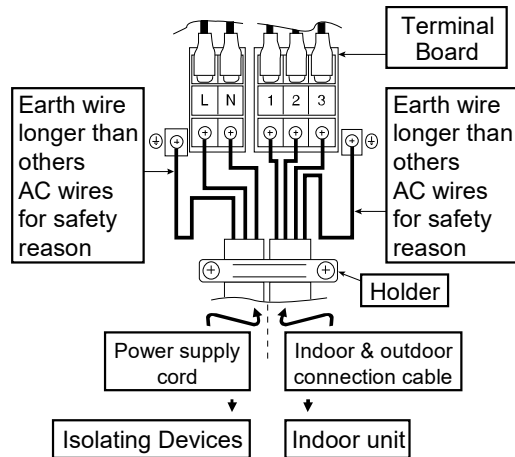 Terminal
Board
L N 1 2 3
Earth wire
longer than
others
AC wires
for safety
reason
Earth wire
longer than
others
AC wires
for safety
reason
Holder
Power supply
cord
Indoor & outdoor
connection cable
Isolating Devices
Indoor unit